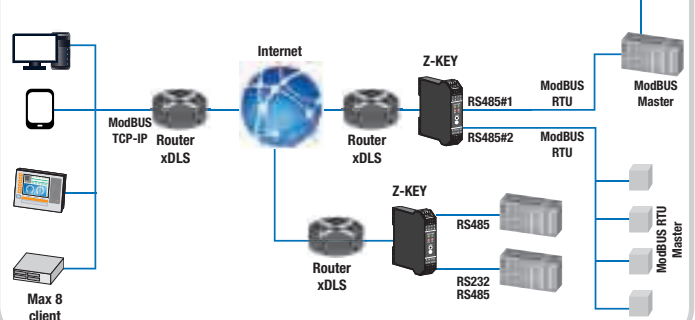 Internet
Z-KEY
ModBUS
TCP-IP
Router
xDLS
Router
xDLS
RS485#1
RS485#2
ModBUS
RTU
ModBUS
RTU
ModBUS
Master
Z-KEY
Router
xDLS
RS485
RS232
RS485
ModBUS RTU
Master
Max 8
client